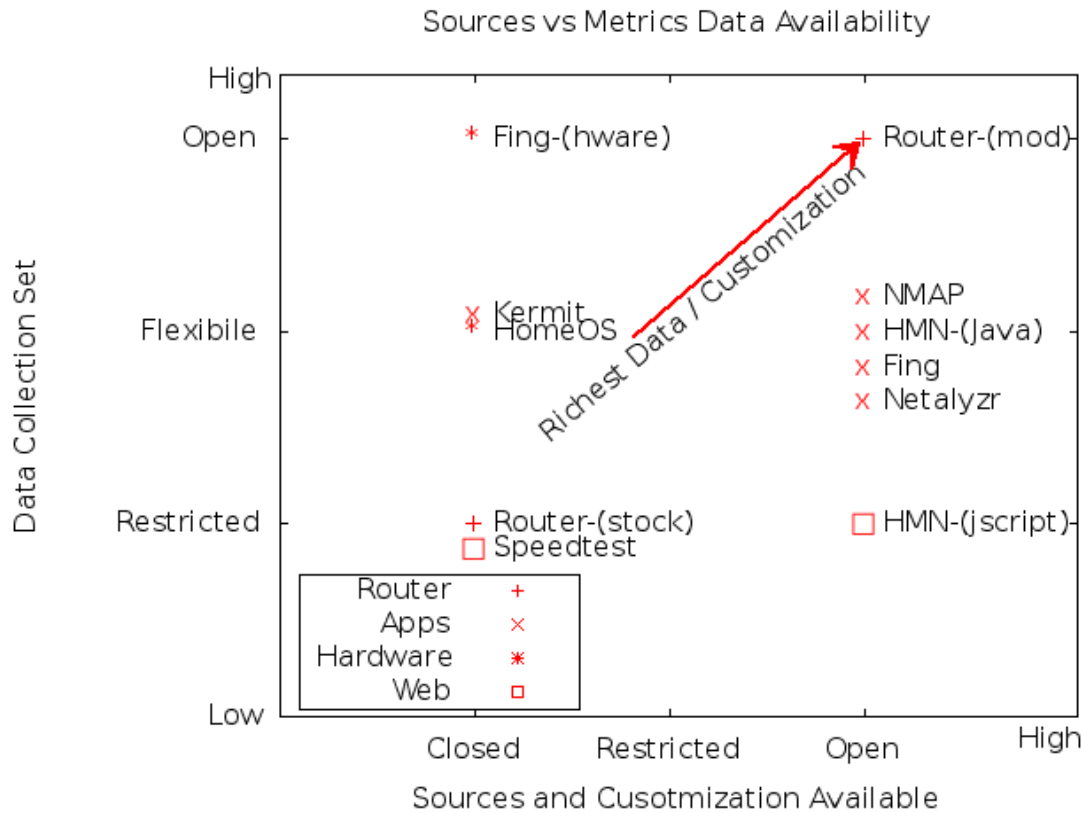 Sources vs Metrics Data Availability
High
Open
Fing-(hware)
Router-(mod)
Richest Data / Customization
NMAP
Kermit
Flexibile
HomeOS
HMN-(Java)
Fing
Netalyzr
Data Collection Set
Restricted
Router-(stock)
HMN-(jscript)
Speedtest
Router
Apps
Hardware
Web
Low
Closed
Restricted
Open
High
Sources and Cusotmization Available